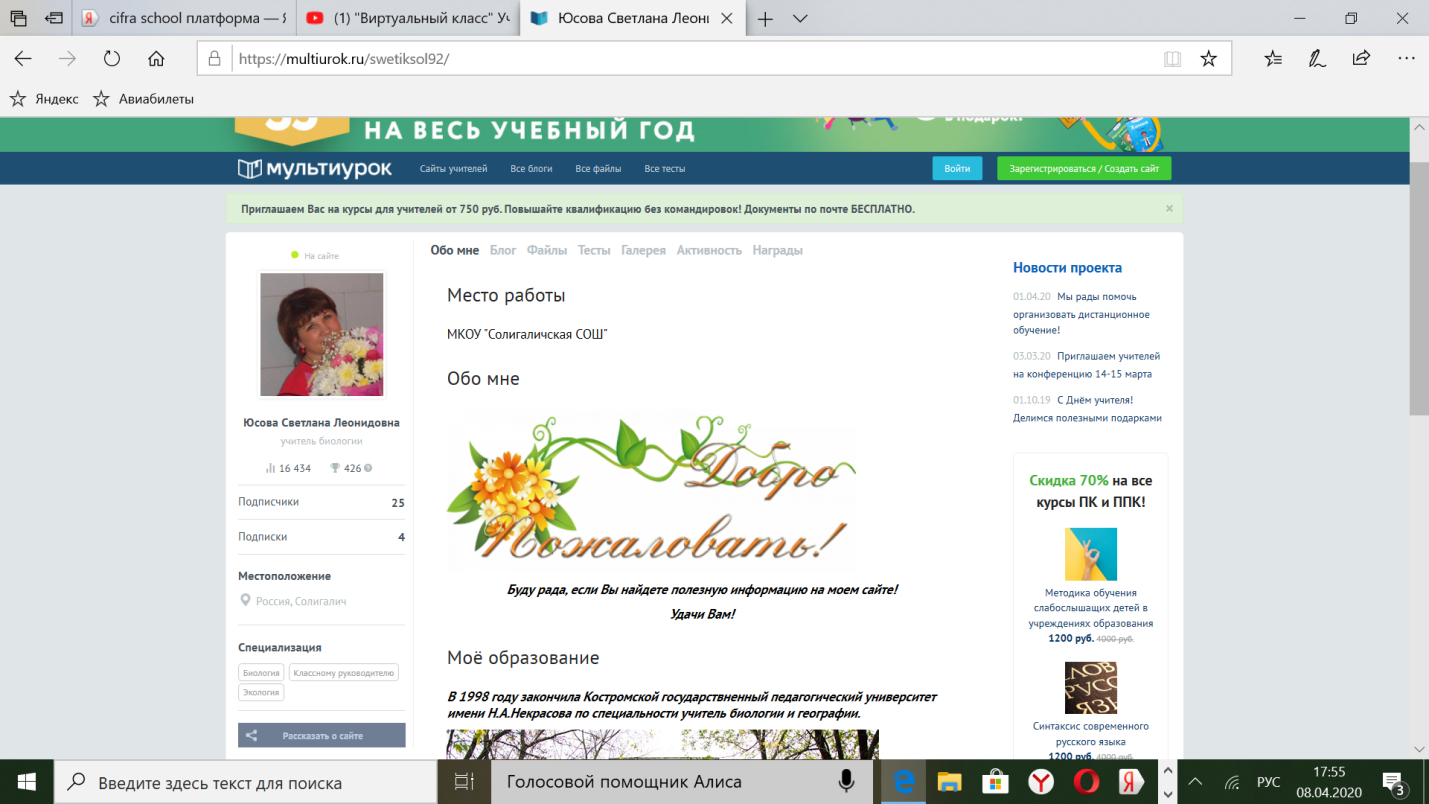 cifra school платформа — Я
(1) "Виртуальный класс" Уч
Юсова Светлана Леони
https://multiurok.ru/swetiksol92/
Яндекс
Авиабилеты
НА ВЕСЬ УЧЕБНЫЙ ГОД
мультиурок
Сайты учителей
Все блоги
Все файлы
Все тесты
Войти
Зарегистрироваться / Создать сайт
Приглашаем Вас на курсы для учителей от 750 руб. Повышайте квалификацию без командировок! Документы по почте БЕСПЛАТНО.
На сайте
Юсова Светлана Леонидовна
учитель биологии
16 434
426
Подписчики 25
Подписки 4
Местоположение
Россия, Солигалич
Специализация
Биология
Классному руководителю
Экология
Рассказать о сайте
Обо мне Блог Файлы Тесты Галерея Активность Награды
Место работы
МКОУ "Солигаличская СОШ"
Обо мне
Добро
Пожаловать!
Буду рада, если Вы найдете полезную информацию на моем сайте!
Удачи Вам!
Моё образование
В 1998 году закончила Костромской государствненный педагогический университет
имени Н.А.Некрасова по специальности учитель биологии и географии.
Новости проекта
01.04.20 Мы рады помочь
организовать дистанционное
обучение!
03.03.20 Приглашаем учителей
на конференцию 14-15 марта
01.10.19 С Днём учителя!
Делимся полезными подарками
Скидка 70% на все
курсы ПК и ППК!
Методика обучения
слабослышащих детей в
учреждениях образования
1200 руб. 4000 руб.
Синтаксис современного
русского языка
1200 руб. 4000 руб.
Введите здесь текст для поиска
Голосовой помощник Алиса
РУС
17:55
08.04.2020
3